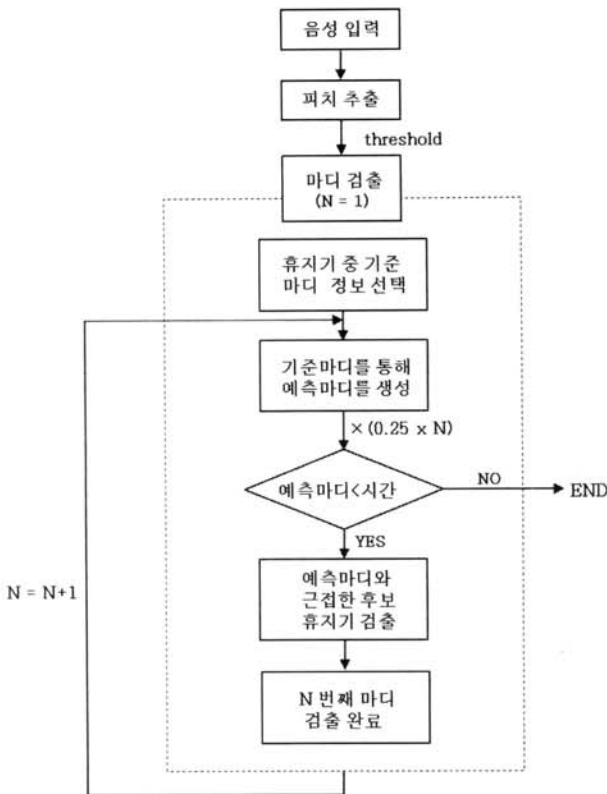 음성 입력
피치 추출
threshold
마디 검출
(N = 1)
휴지기 중 기준
마디 정보 선택
기준마디를 통해
예측마디를 생성
×(0.25 x N)
예측마디<시간
NO
END
YES
예측마디와
근접한 후보
휴지기 검출
N = N+1
N 번째 마디
검출 완료